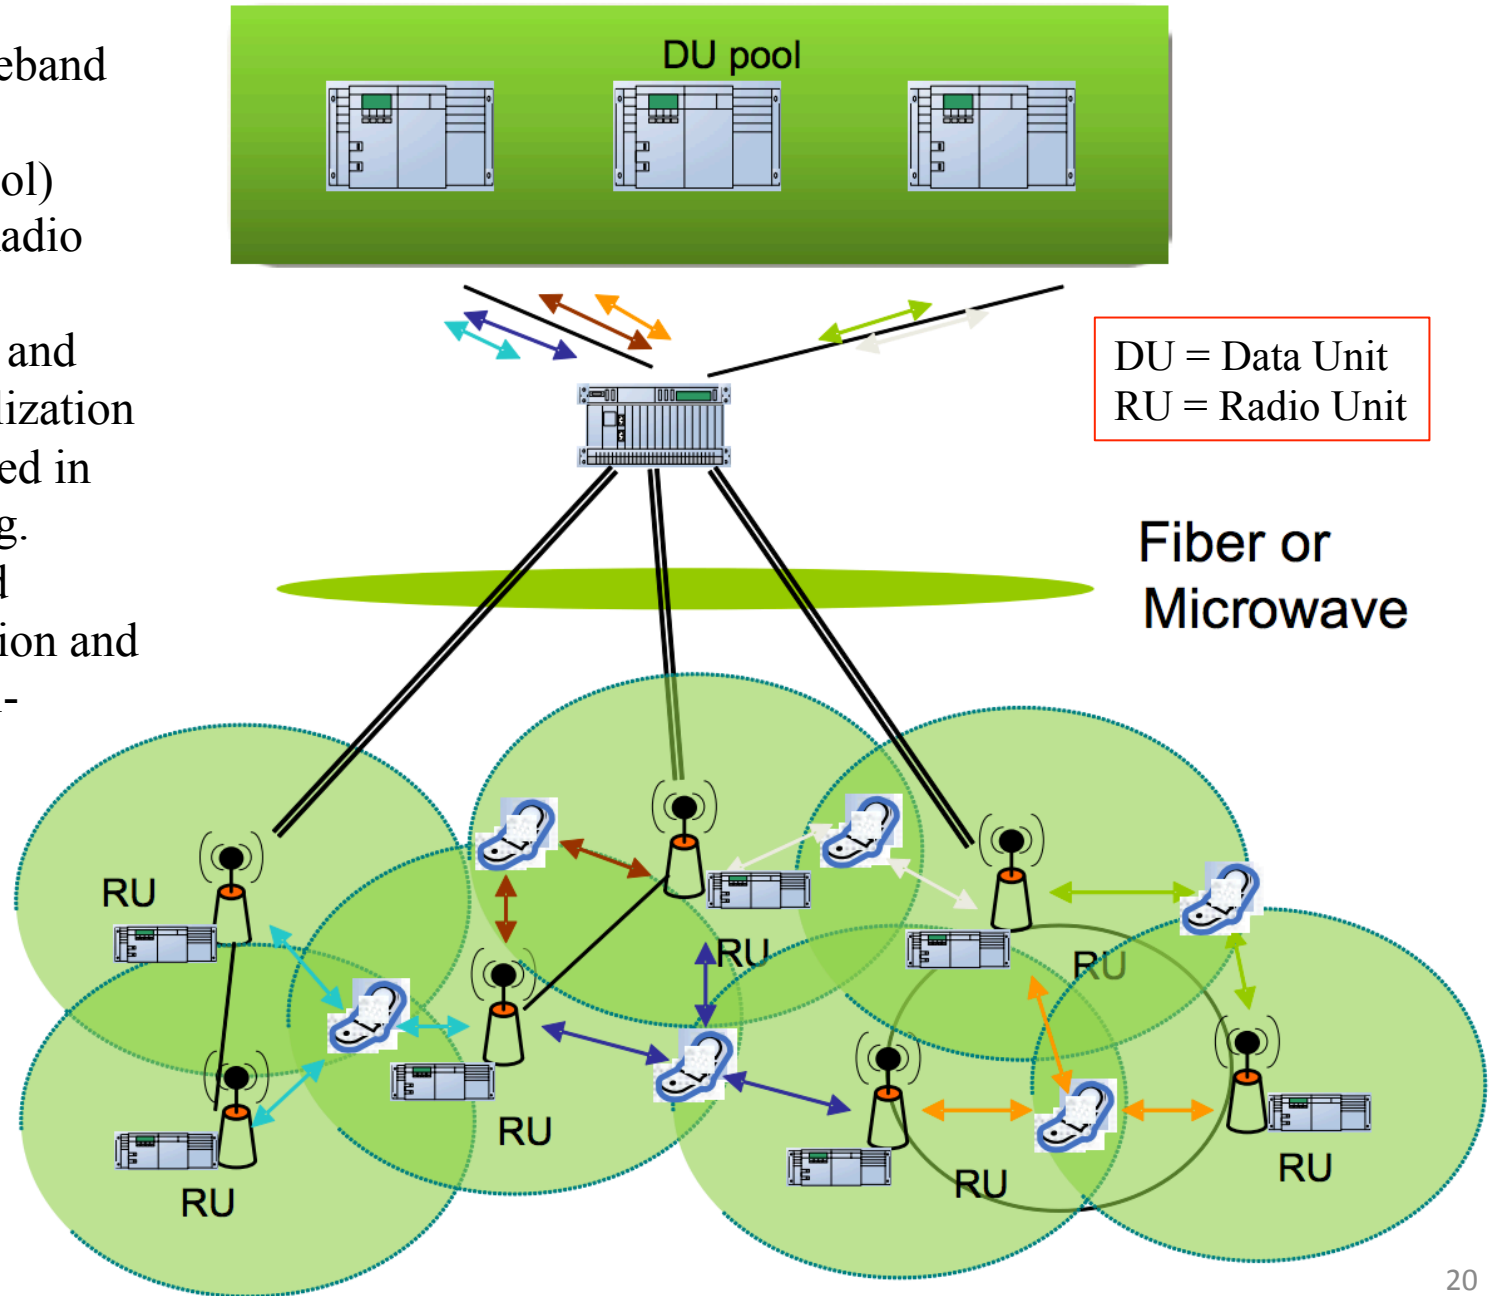 eband
ol)
adio
and
lization
ed in
g.
d
ion and
-
DU pool
DU = Data Unit
RU = Radio Unit
Fiber or
Microwave
RU
RU
RU
RU
RU
RU
RU
20